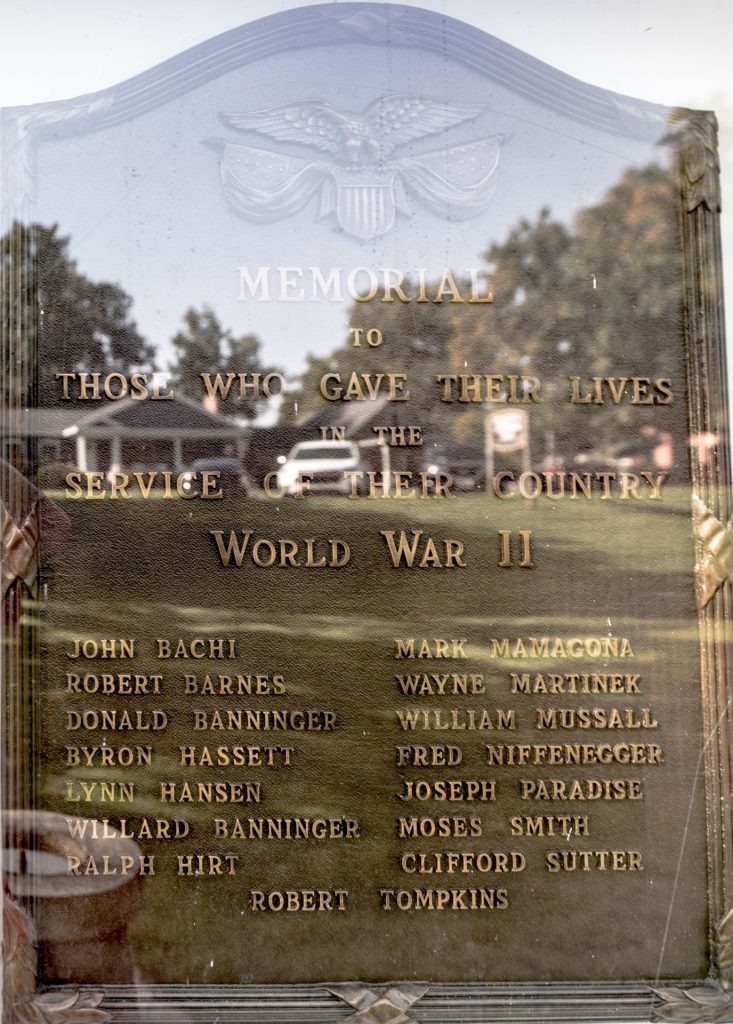 MEMORIAL
TO
THOSE WHO GAVE THEIR LIVES
IN THE
SERVICE OF THEIR COUNTRY
WORLD WAR II
JOHN BACHI
ROBERT BARNES
DONALD BANNINGER
BYRON HASSETT
LYNN HANSEN
WILLARD BANNINGER
RALPH HIRT
MARK MAMAGONA
WAYNE MARTINEK
WILLIAM MUSSALL
FRED NIFFENEGGER
JOSEPH PARADISE
MOSES SMITH
CLIFFORD SUTTER
ROBERT TOMPKINS